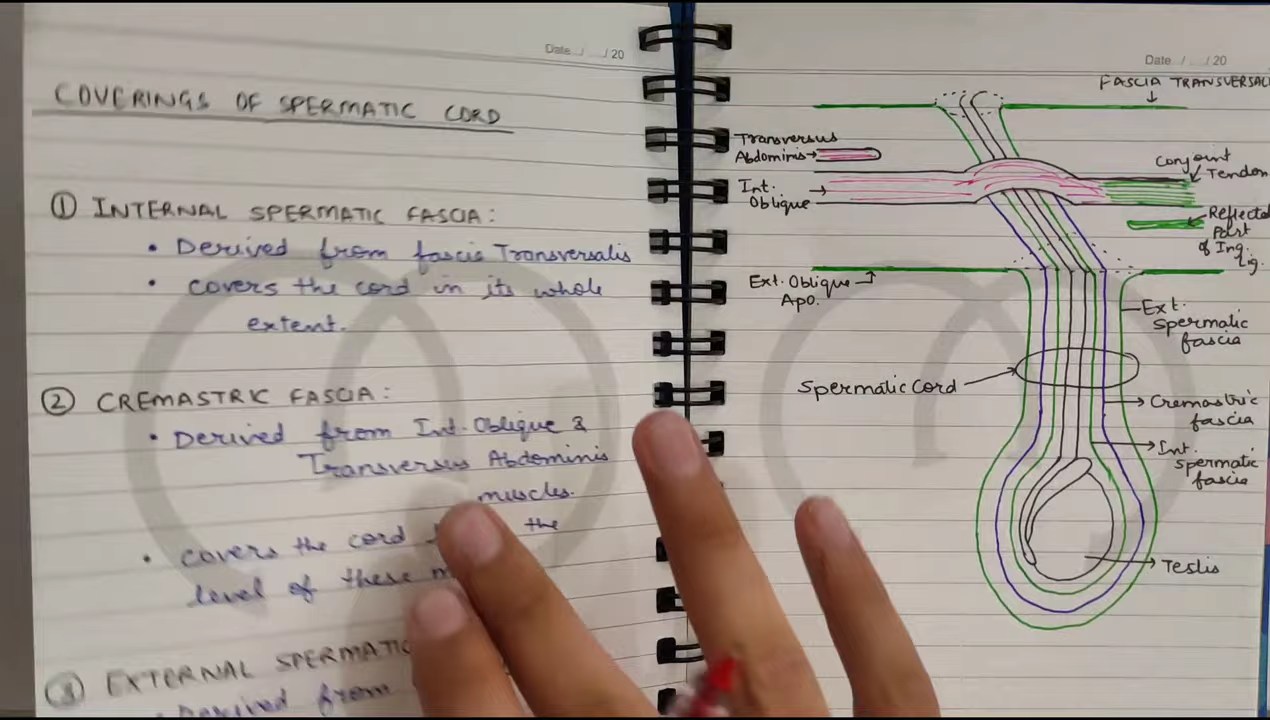 Date../..../20
COVERINGS OF SPERMATIC CORD
① INTERNAL SPERMATIC FASCIA:
• Derived from fascia Transversalis
• covers the cord in its whole
extent.
② CREMASTRIC FASCIA:
• Derived from Int. Oblique &
Transversus Abdominis
muscles.
• covers the cord the
level of these
③ EXTERNAL SPERMATIC
• Derived from
Date../..../20
FASCIA TRANSVERSAL
Transversus
Abdominis
Conjoint
Tendon
Int.
Oblique
Reflected
Part
of Ing.
Lig.
Ext. Oblique
Apo.
Ext.
spermatic
fascia
Spermatic Cord
Cremastric
fascia
Int.
spermatic
fascia
Testis